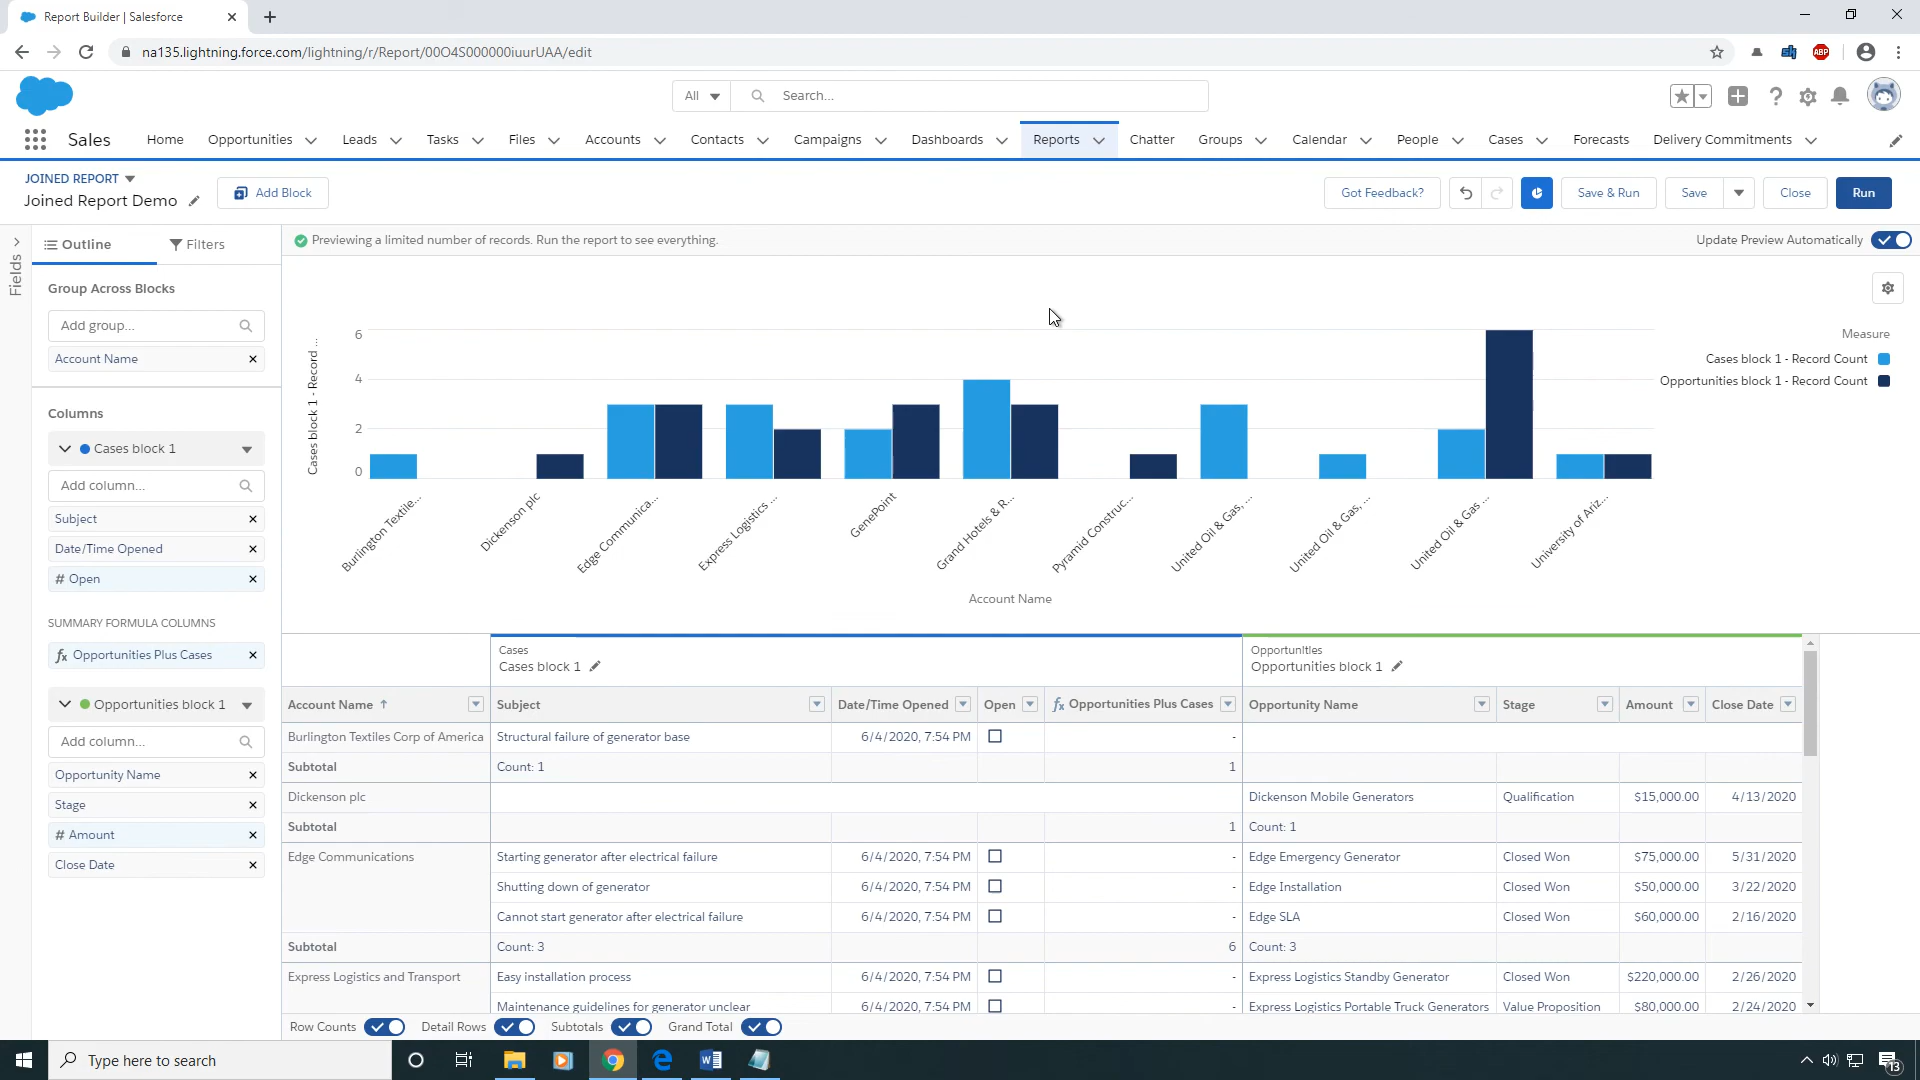 Report Builder | Salesforce
na135.lightning.force.com/lightning/r/Report/00O4S000000iuurUAA/edit
ABP
All Search...
Sales Home Opportunities Leads Tasks Files Accounts Contacts Campaigns Dashboards Reports Chatter Groups Calendar People Cases Forecasts Delivery Commitments
JOINED REPORT
Joined Report Demo Add Block Got Feedback? Save & Run Save Close Run
Fields
Outline Filters
Previewing a limited number of records. Run the report to see everything. Update Preview Automatically
Group Across Blocks
Add group...
Account Name
Columns
Cases block 1
Add column...
Subject
Date/Time Opened
# Open
SUMMARY FORMULA COLUMNS
fx Opportunities Plus Cases
Opportunities block 1
Add column...
Opportunity Name
Stage
# Amount
Close Date
Cases block 1 - Record ...
6
4
2
0
Burlington Textile...
Dickenson plc
Edge Communica...
Express Logistics ...
GenePoint
Grand Hotels & R...
Pyramid Construc...
United Oil & Gas, ...
United Oil & Gas, ...
United Oil & Gas ...
University of Ariz...
Account Name
Measure
Cases block 1 - Record Count
Opportunities block 1 - Record Count
Cases Opportunities
Cases block 1 Opportunities block 1
Account Name ↑ Subject Date/Time Opened Open fx Opportunities Plus Cases Opportunity Name Stage Amount Close Date
Burlington Textiles Corp of America Structural failure of generator base 6/4/2020, 7:54 PM -
Subtotal Count: 1 1
Dickenson plc Dickenson Mobile Generators Qualification $15,000.00 4/13/2020
Subtotal 1 Count: 1
Edge Communications Starting generator after electrical failure 6/4/2020, 7:54 PM - Edge Emergency Generator Closed Won $75,000.00 5/31/2020
Shutting down of generator 6/4/2020, 7:54 PM - Edge Installation Closed Won $50,000.00 3/22/2020
Cannot start generator after electrical failure 6/4/2020, 7:54 PM - Edge SLA Closed Won $60,000.00 2/16/2020
Subtotal Count: 3 6 Count: 3
Express Logistics and Transport Easy installation process 6/4/2020, 7:54 PM - Express Logistics Standby Generator Closed Won $220,000.00 2/26/2020
Maintenance guidelines for generator unclear 6/4/2020, 7:54 PM - Express Logistics Portable Truck Generators Value Proposition $80,000.00 2/24/2020
Row Counts Detail Rows Subtotals Grand Total
Type here to search
13